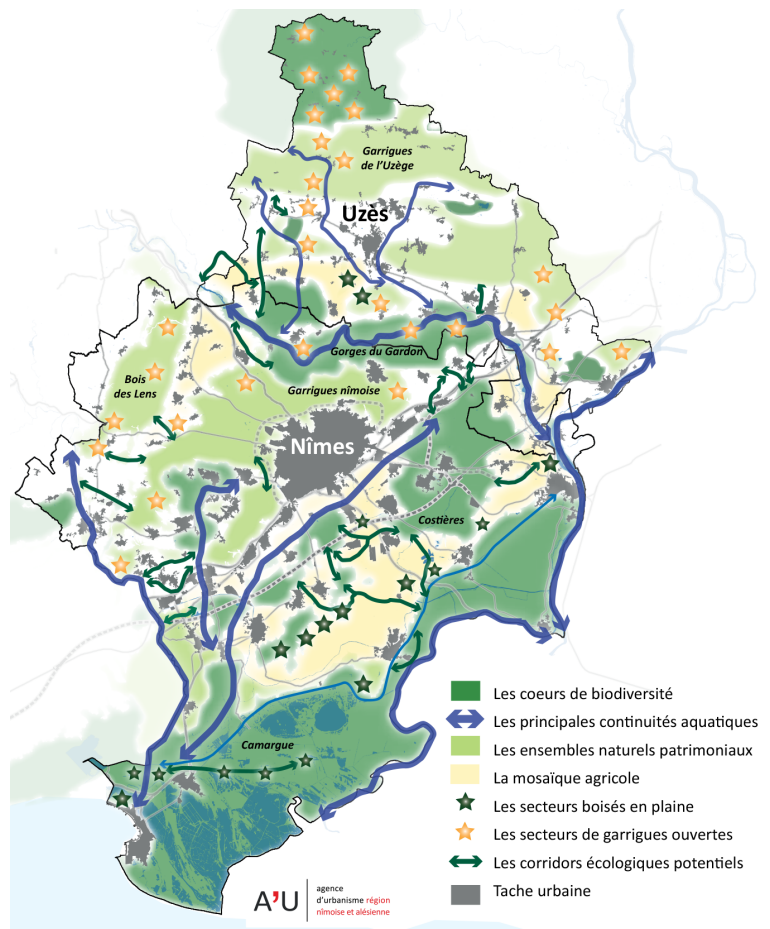 Garrigues
de l'Uzège
Uzès
Gorges du Gardon
Bois
des Lens
Garrigues nîmoise
Nîmes
Costières
Camargue
Les coeurs de biodiversité
Les principales continuités aquatiques
Les ensembles naturels patrimoniaux
La mosaïque agricole
Les secteurs boisés en plaine
Les secteurs de garrigues ouvertes
Les corridors écologiques potentiels
Tache urbaine
A'U
agence
d'urbanisme région
nîmoise et alésienne